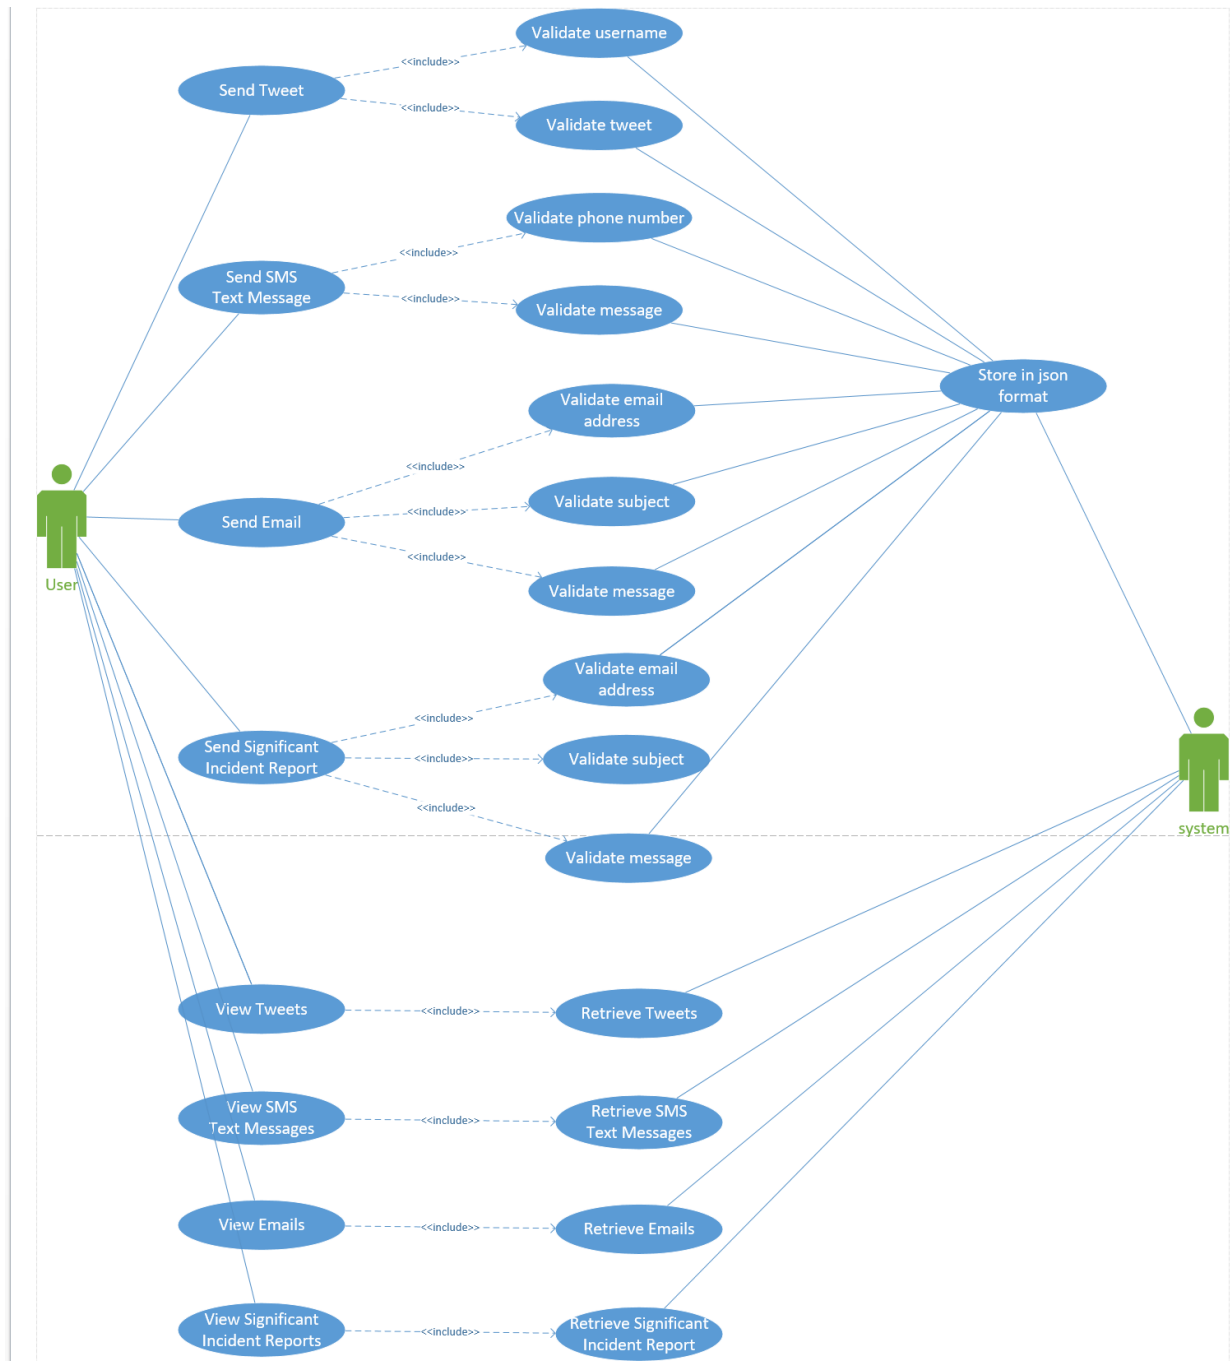 Validate username
<<include>>
Send Tweet
<<include>>
Validate tweet
Validate phone number
<<include>>
Send SMS
Text Message
<<include>>
Validate message
Store in json
format
Validate email
address
<<include>>
Validate subject
<<include>>
Send Email
<<include>>
Validate message
User
Validate email
address
<<include>>
Send Significant
Incident Report
<<include>>
Validate subject
<<include>>
system
Validate message
View Tweets
<<include>>
Retrieve Tweets
View SMS
Text Messages
<<include>>
Retrieve SMS
Text Messages
View Emails
<<include>>
Retrieve Emails
View Significant
Incident Reports
<<include>>
Retrieve Significant
Incident Report